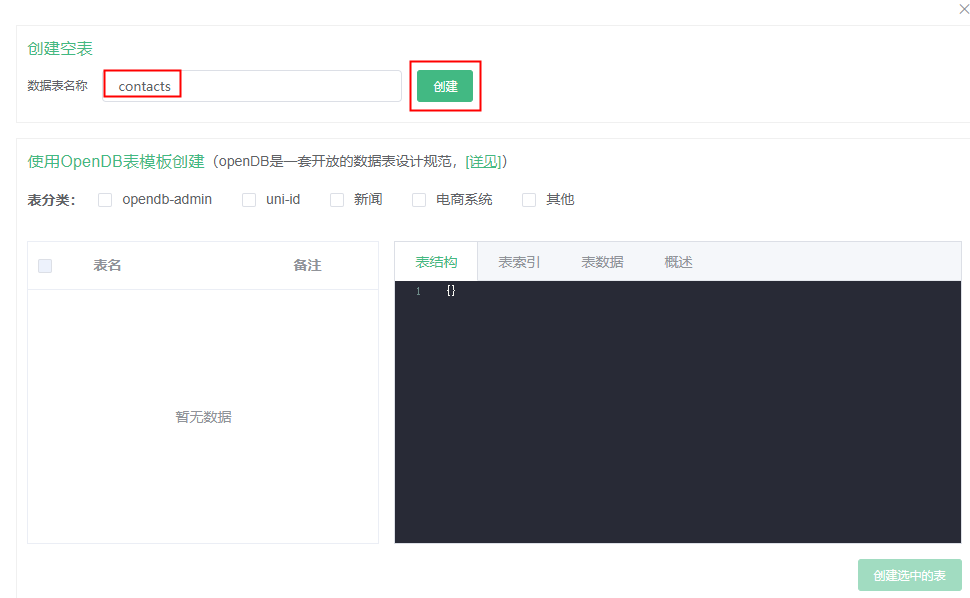 创建空表
数据表名称 contacts 创建
使用OpenDB表模板创建（openDB是一套开放的数据表设计规范，[详见]）
表分类： opendb-admin uni-id 新闻 电商系统 其他
表名 备注 表结构 表索引 表数据 概述
1 {}
暂无数据
创建选中的表